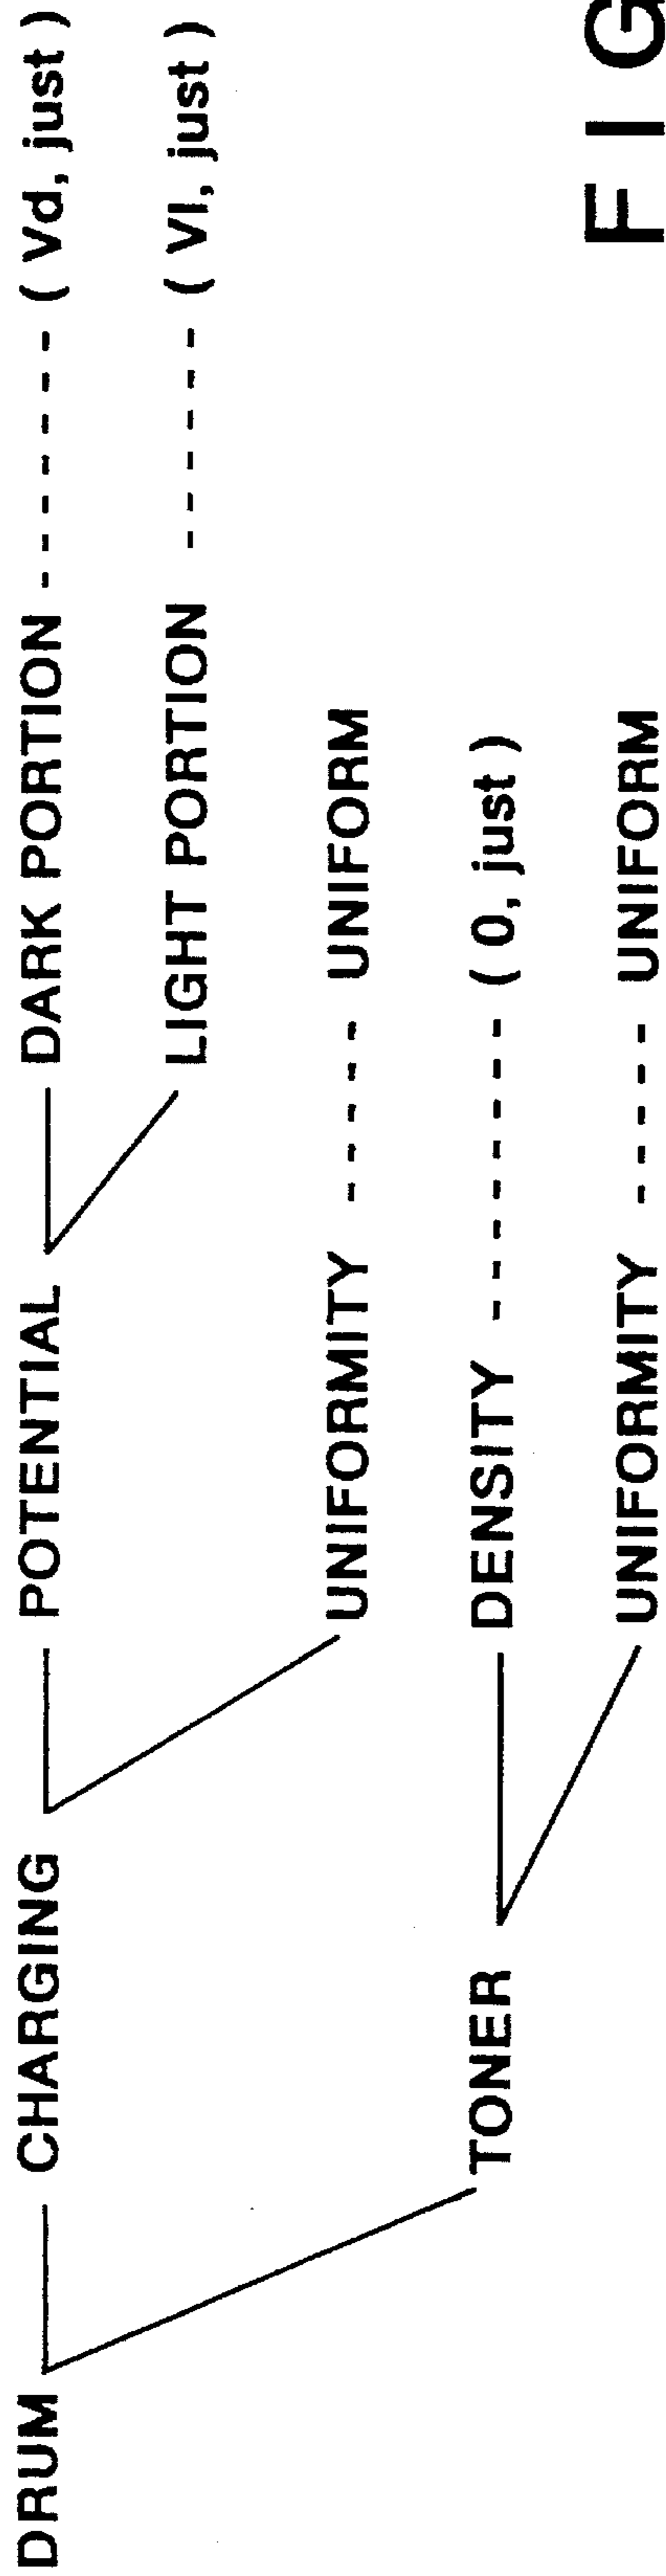 DRUM CHARGING POTENTIAL DARK PORTION ------- ( Vd, just )
LIGHT PORTION ------ ( Vl, just )
UNIFORMITY ----- UNIFORM
TONER DENSITY -------- ( 0, just )
UNIFORMITY ----- UNIFORM
FIG